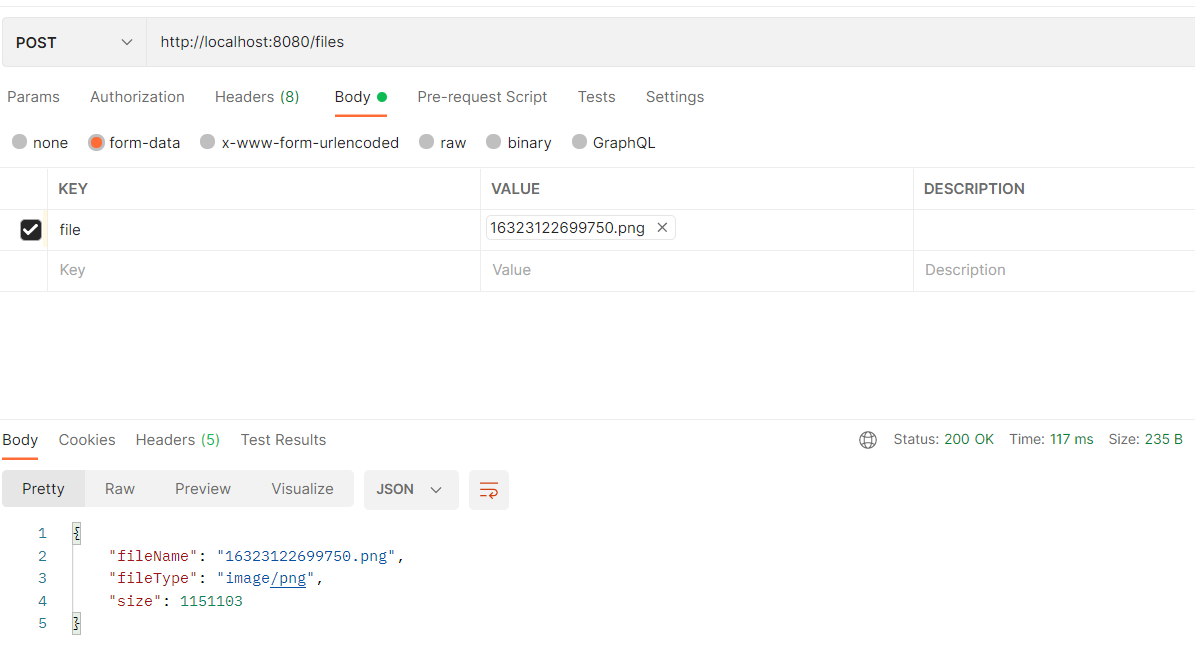 POST http://localhost:8080/files
Params Authorization Headers (8) Body Pre-request Script Tests Settings
none form-data x-www-form-urlencoded raw binary GraphQL
KEY VALUE DESCRIPTION
file 16323122699750.png
Key Value Description
Body Cookies Headers (5) Test Results Status: 200 OK Time: 117 ms Size: 235 B
Pretty Raw Preview Visualize JSON
1 {
2 "fileName": "16323122699750.png",
3 "fileType": "image/png",
4 "size": 1151103
5 }